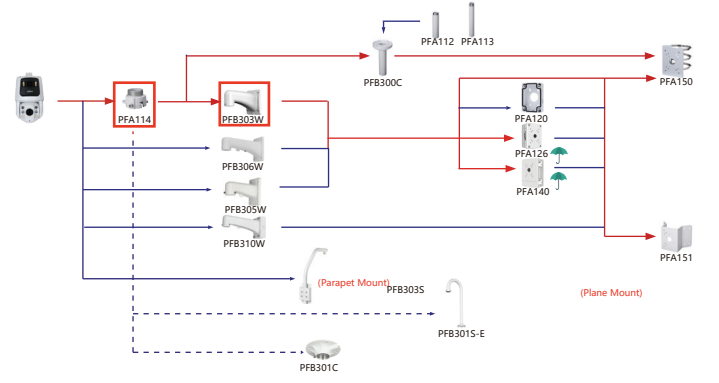 PFA112
PFA113
PFB300C
PFA150
PFA114
PFB303W
PFA120
PFB306W
PFA126
PFA140
PFB305W
PFB310W
PFA151
(Parapet Mount)
PFB303S
(Plane Mount)
PFB301S-E
PFB301C